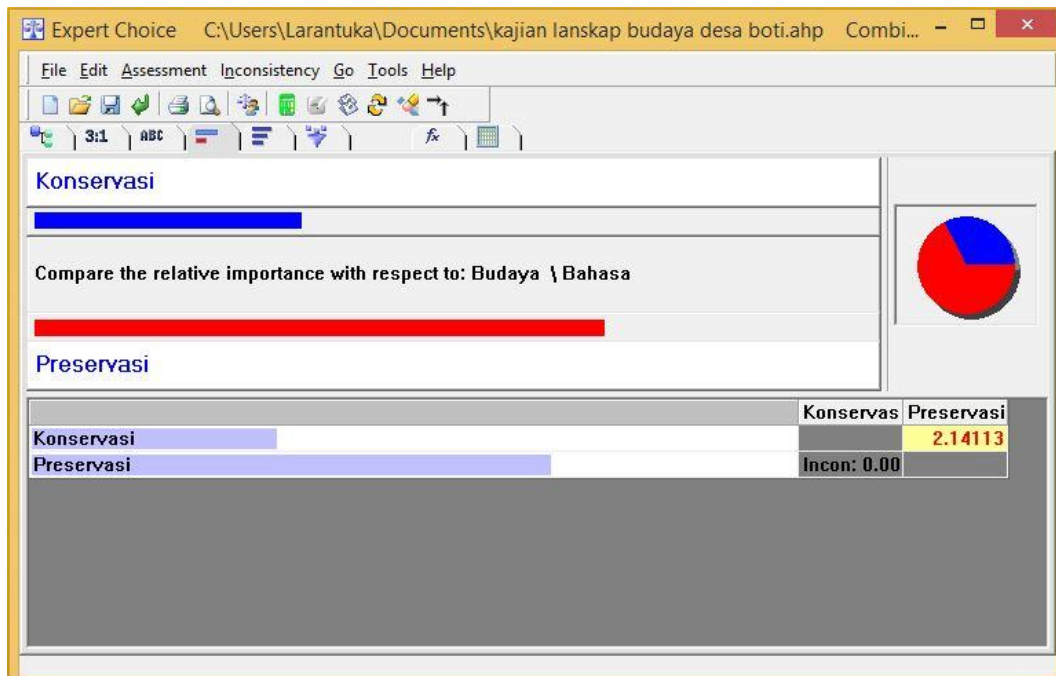 Expert Choice C:\Users\Larantuka\Documents\kajian lanskap budaya desa boti.ahp Combi...
File Edit Assessment Inconsistency Go Tools Help
3:1 ABC fx
Konservasi
Compare the relative importance with respect to: Budaya \ Bahasa
Preservasi
Konservas Preservasi
Konservasi 2.14113
Preservasi Incon: 0.00